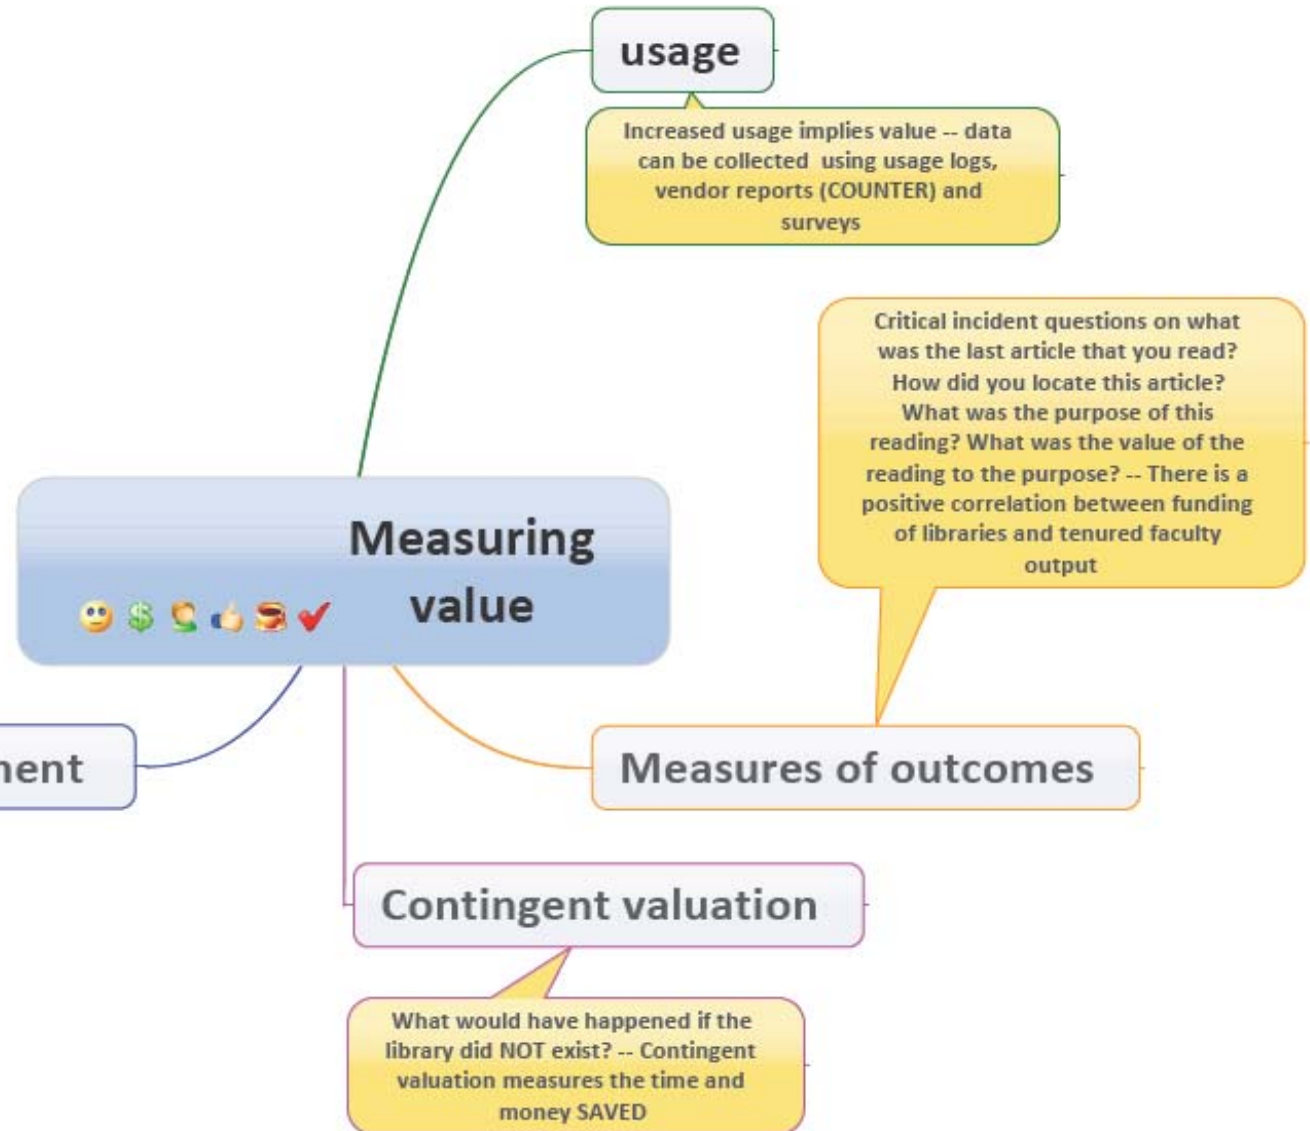 usage
Increased usage implies value -- data
can be collected using usage logs,
vendor reports (COUNTER) and
surveys
Critical incident questions on what
was the last article that you read?
How did you locate this article?
What was the purpose of this
reading? What was the value of the
reading to the purpose? -- There is a
positive correlation between funding
of libraries and tenured faculty
output
Measuring
value
Measures of outcomes
Contingent valuation
What would have happened if the
library did NOT exist? -- Contingent
valuation measures the time and
money SAVED